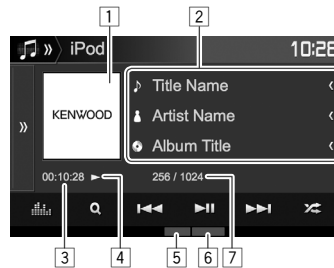 1 2
iPod 10:28
KENWOOD
Title Name
Artist Name
Album Title
00:10:28 256 / 1024
3 4 5 6 7